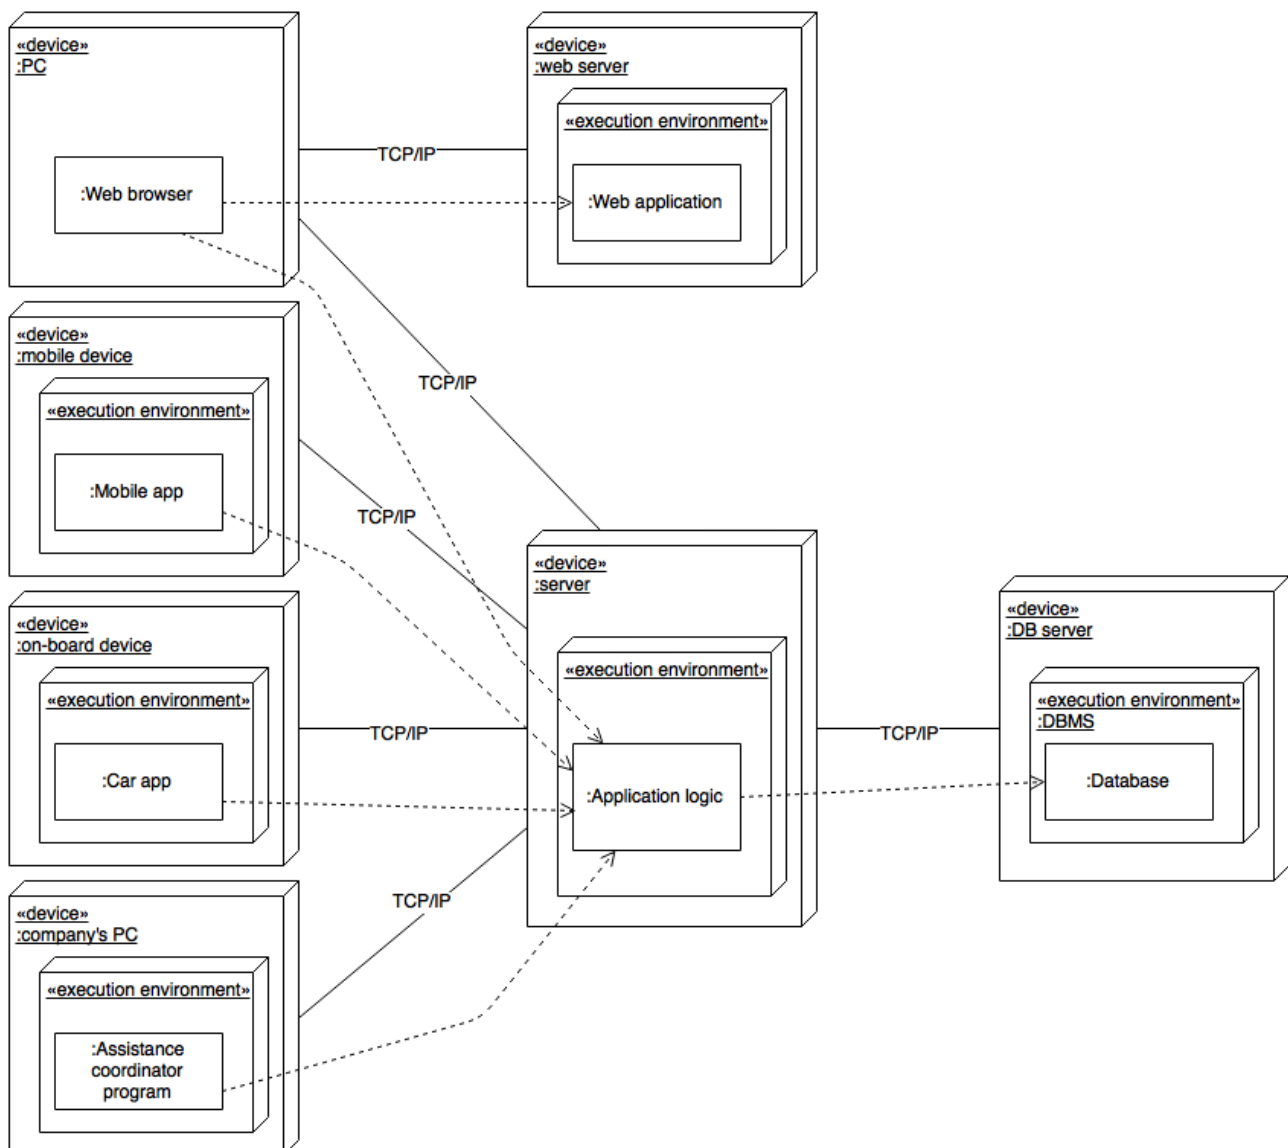 «device»
:PC
:Web browser
TCP/IP
«device»
:web server
«execution environment»
:Web application
«device»
:mobile device
«execution environment»
:Mobile app
TCP/IP
TCP/IP
«device»
:on-board device
«execution environment»
:Car app
TCP/IP
«device»
:server
«execution environment»
:Application logic
TCP/IP
«device»
:DB server
«execution environment»
:DBMS
:Database
«device»
:company's PC
«execution environment»
:Assistance
coordinator
program
TCP/IP